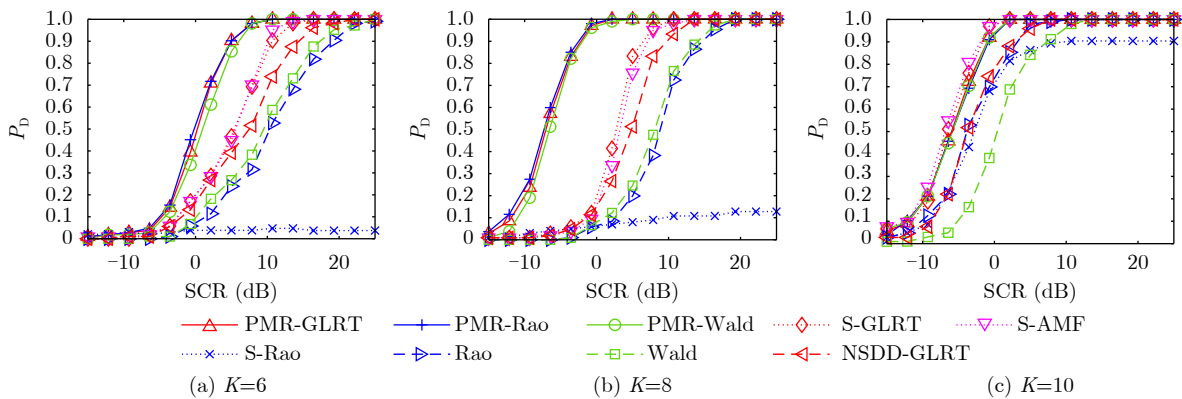 1.0
0.9
0.8
0.7
0.6
0.5
0.4
0.3
0.2
0.1
0
P_D
−10 0 10 20
SCR (dB)
1.0
0.9
0.8
0.7
0.6
0.5
0.4
0.3
0.2
0.1
0
P_D
−10 0 10 20
SCR (dB)
1.0
0.9
0.8
0.7
0.6
0.5
0.4
0.3
0.2
0.1
0
P_D
−10 0 10 20
SCR (dB)
PMR-GLRT PMR-Rao PMR-Wald S-GLRT S-AMF
S-Rao Rao Wald NSDD-GLRT
(a) K=6 (b) K=8 (c) K=10